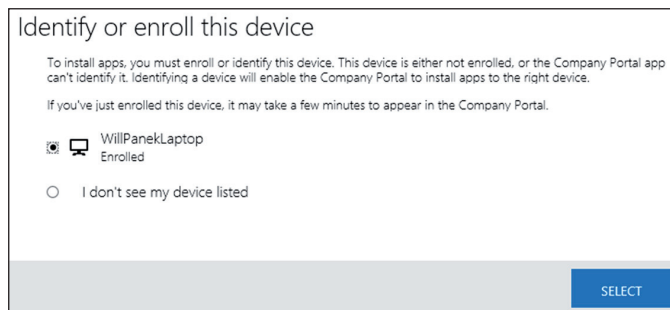 Identify or enroll this device
To install apps, you must enroll or identify this device. This device is either not enrolled, or the Company Portal app
can't identify it. Identifying a device will enable the Company Portal to install apps to the right device.
If you've just enrolled this device, it may take a few minutes to appear in the Company Portal.
WillPanekLaptop
Enrolled
I don't see my device listed
SELECT